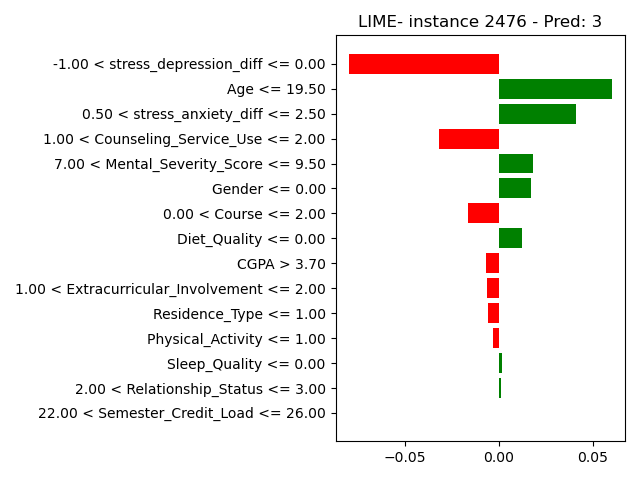 LIME- instance 2476 - Pred: 3
-1.00 < stress_depression_diff <= 0.00
Age <= 19.50
0.50 < stress_anxiety_diff <= 2.50
1.00 < Counseling_Service_Use <= 2.00
7.00 < Mental_Severity_Score <= 9.50
Gender <= 0.00
0.00 < Course <= 2.00
Diet_Quality <= 0.00
CGPA > 3.70
1.00 < Extracurricular_Involvement <= 2.00
Residence_Type <= 1.00
Physical_Activity <= 1.00
Sleep_Quality <= 0.00
2.00 < Relationship_Status <= 3.00
22.00 < Semester_Credit_Load <= 26.00
−0.05 0.00 0.05